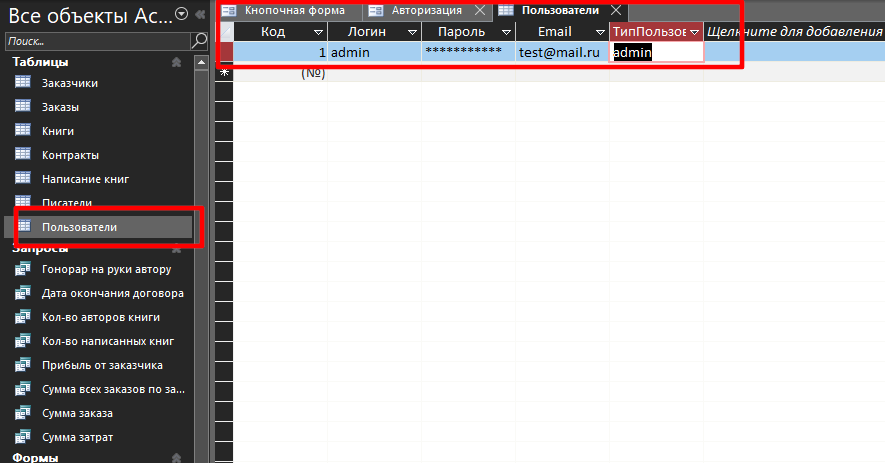 Все объекты Ac...
Поиск...
Таблицы
Заказчики
Заказы
Книги
Контракты
Написание книг
Писатели
Пользователи
Запросы
Гонорар на руки автору
Дата окончания договора
Кол-во авторов книги
Кол-во написанных книг
Прибыль от заказчика
Сумма всех заказов по за...
Сумма заказа
Сумма затрат
Формы
Кнопочная форма Авторизация Пользователи
Код Логин Пароль Email ТипПользов Щелкните для добавления
1 admin *********** test@mail.ru admin
* (№)